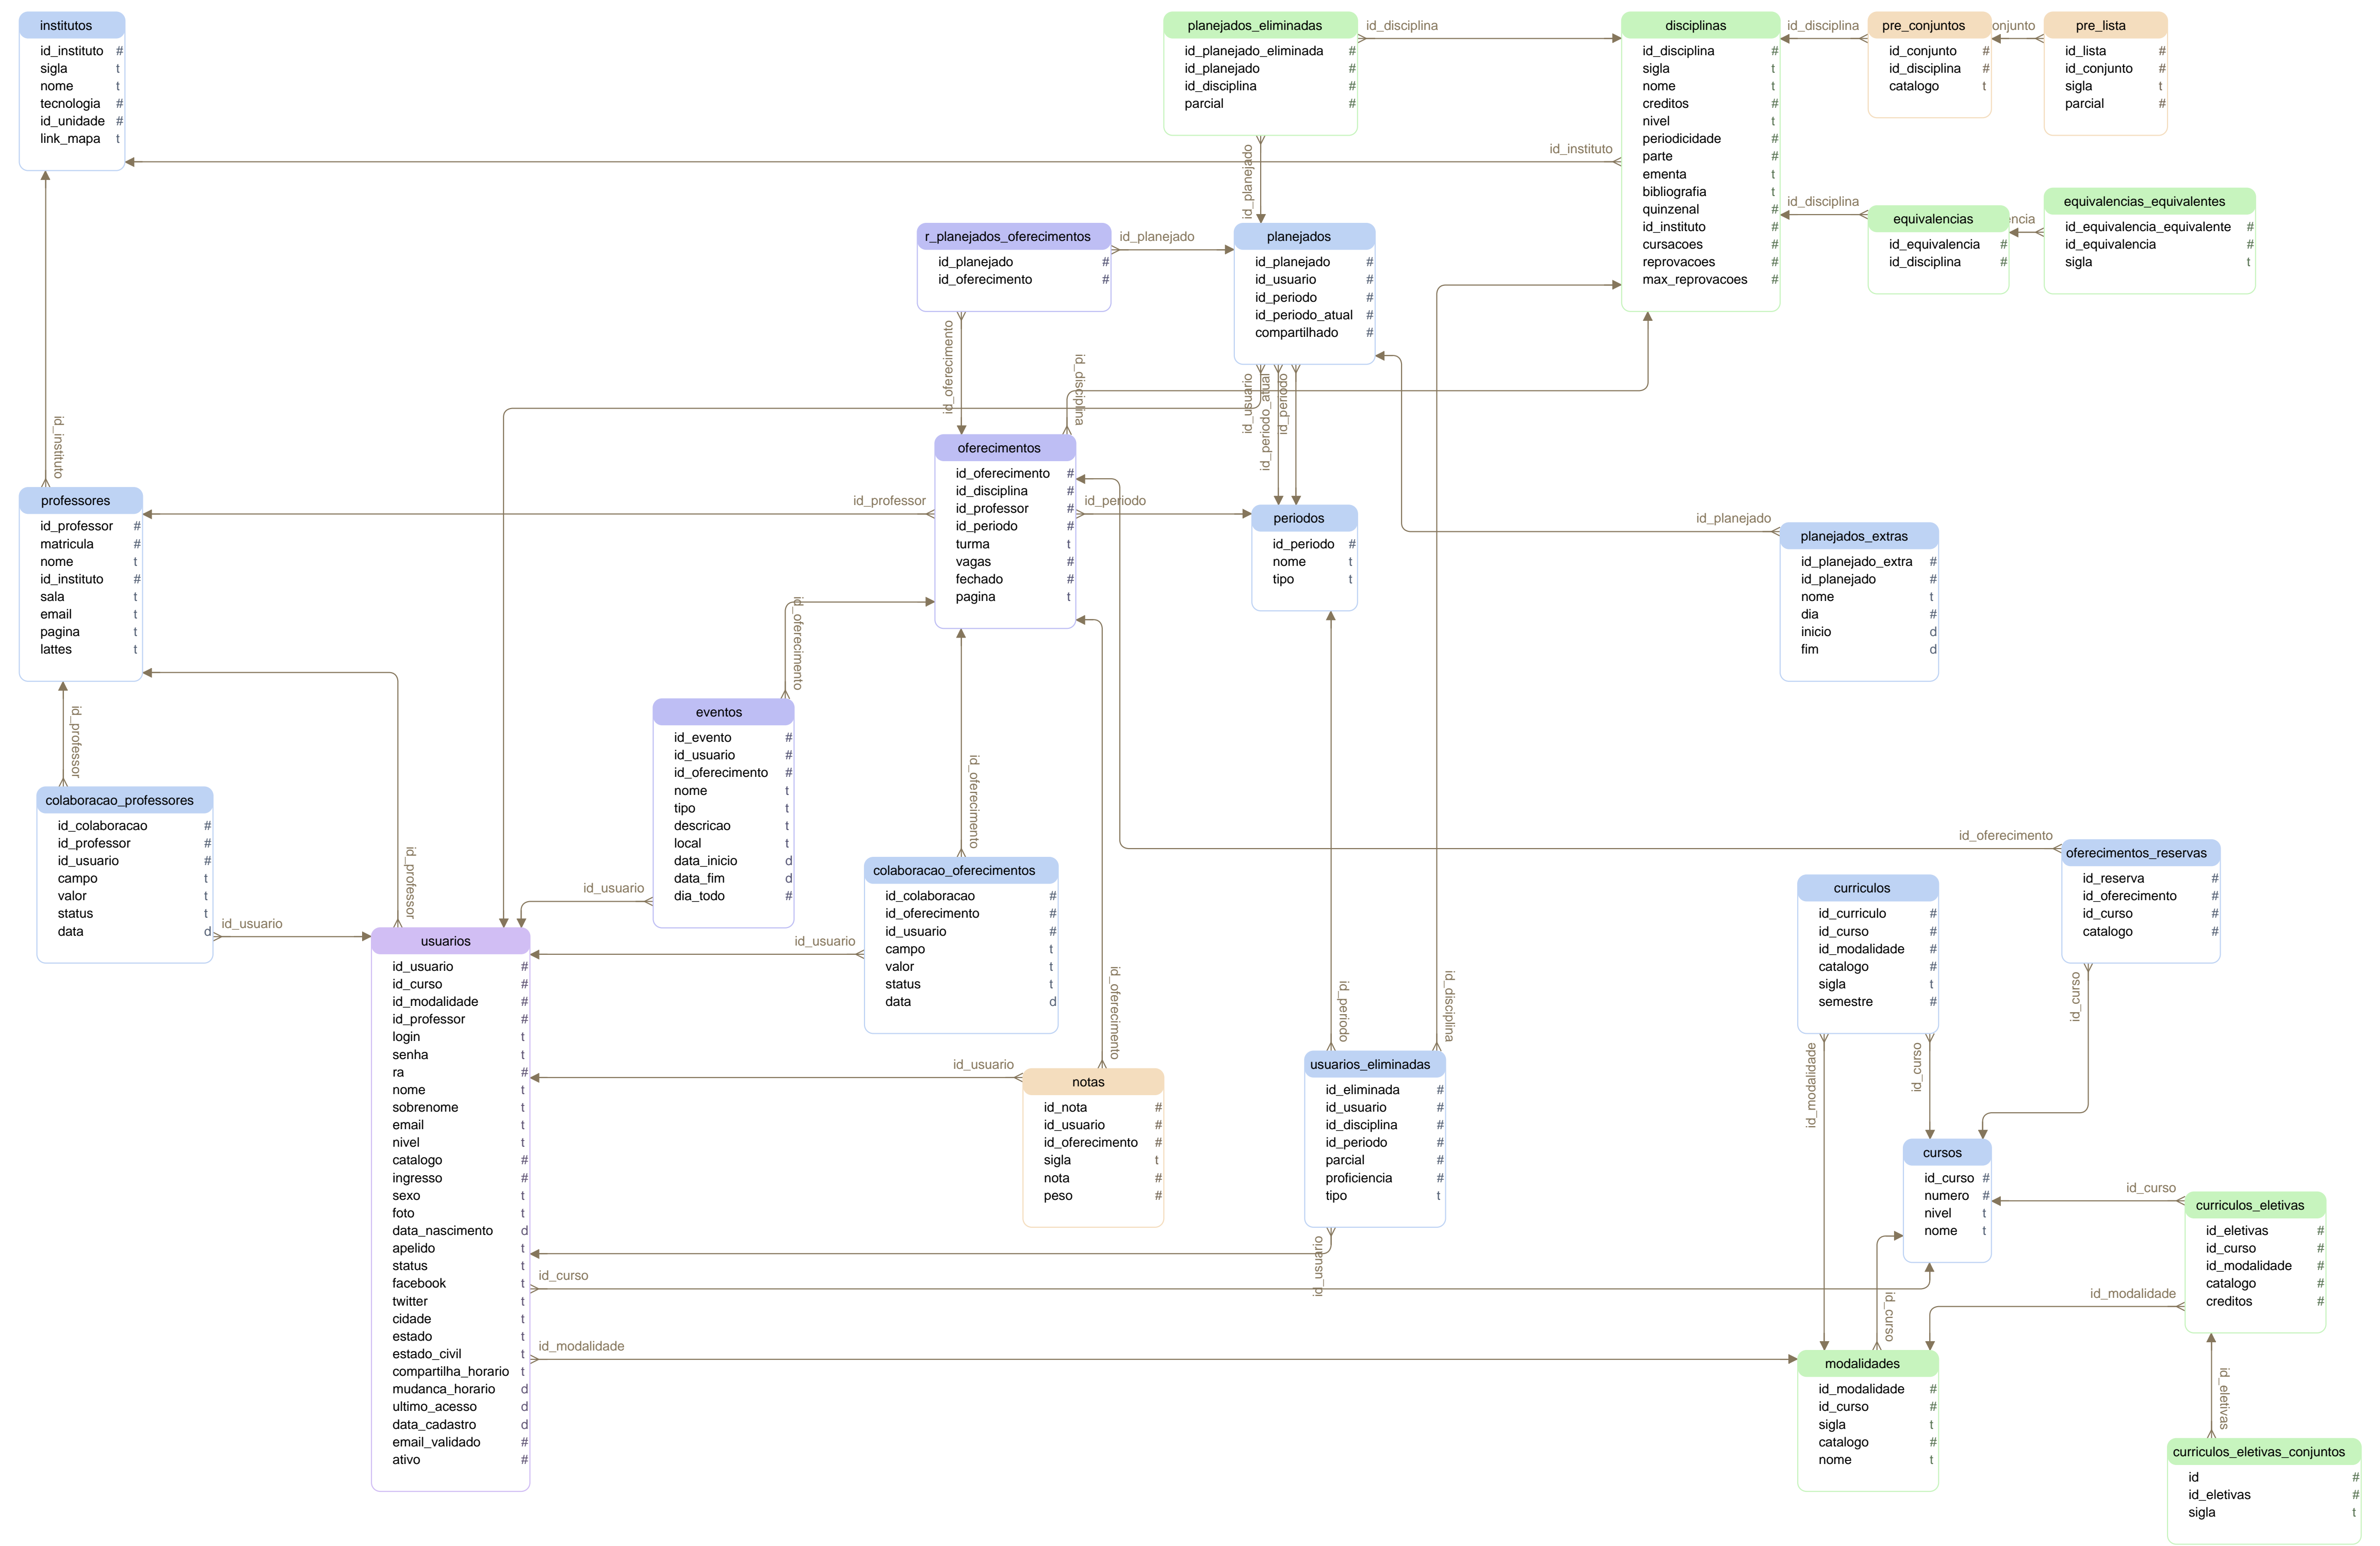 institutos
id_instituto #
sigla t
nome t
tecnologia #
id_unidade #
link_mapa t
planejados_eliminadas
id_planejado_eliminada #
id_planejado #
id_disciplina #
parcial #
id_disciplina
disciplinas
id_disciplina #
sigla t
nome t
creditos #
nivel t
periodicidade #
parte #
ementa t
bibliografia t
quinzenal #
id_instituto #
cursacoes #
reprovacoes #
max_reprovacoes #
id_disciplina
pre_conjuntos
id_conjunto #
id_disciplina #
catalogo t
onjunto
pre_lista
id_lista #
id_conjunto #
sigla t
parcial #
id_instituto
id_planejado
id_disciplina
equivalencias
id_equivalencia #
id_disciplina #
encia
equivalencias_equivalentes
id_equivalencia_equivalente #
id_equivalencia #
sigla t
r_planejados_oferecimentos
id_planejado #
id_oferecimento #
id_planejado
planejados
id_planejado #
id_usuario #
id_periodo #
id_periodo_atual #
compartilhado #
id_oferecimento
id_disciplina
id_usuario
id_periodo_atual
id_periodo
id_instituto
oferecimentos
id_oferecimento #
id_disciplina #
id_professor #
id_periodo #
turma t
vagas #
fechado #
pagina t
id_professor
id_periodo
professores
id_professor #
matricula #
nome t
id_instituto #
sala t
email t
pagina t
lattes t
periodos
id_periodo #
nome t
tipo t
id_planejado
planejados_extras
id_planejado_extra #
id_planejado #
nome t
dia #
inicio d
fim d
id_oferecimento
id_professor
eventos
id_evento #
id_usuario #
id_oferecimento #
nome t
tipo t
descricao t
local t
data_inicio d
data_fim d
dia_todo #
id_usuario
id_oferecimento
colaboracao_professores
id_colaboracao #
id_professor #
id_usuario #
campo t
valor t
status t
data d
id_usuario
id_professor
colaboracao_oferecimentos
id_colaboracao #
id_oferecimento #
id_usuario #
campo t
valor t
status t
data d
id_usuario
id_oferecimento
oferecimentos_reservas
id_reserva #
id_oferecimento #
id_curso #
catalogo #
curriculos
id_curriculo #
id_curso #
id_modalidade #
catalogo #
sigla t
semestre #
usuarios
id_usuario #
id_curso #
id_modalidade #
id_professor #
login t
senha t
ra #
nome t
sobrenome t
email t
nivel t
catalogo #
ingresso #
sexo t
foto t
data_nascimento d
apelido t
status t
facebook t
twitter t
cidade t
estado t
estado_civil t
compartilha_horario t
mudanca_horario d
ultimo_acesso d
data_cadastro d
email_validado #
ativo #
id_oferecimento
id_usuario
notas
id_nota #
id_usuario #
id_oferecimento #
sigla t
nota #
peso #
id_periodo
id_disciplina
usuarios_eliminadas
id_eliminada #
id_usuario #
id_disciplina #
id_periodo #
parcial #
proficiencia #
tipo t
id_usuario
id_modalidade
id_curso
id_curso
cursos
id_curso #
numero #
nivel t
nome t
id_curso
curriculos_eletivas
id_eletivas #
id_curso #
id_modalidade #
catalogo #
creditos #
id_curso
id_modalidade
id_curso
id_modalidade
modalidades
id_modalidade #
id_curso #
sigla t
catalogo #
nome t
id_eletivas
curriculos_eletivas_conjuntos
id #
id_eletivas #
sigla t